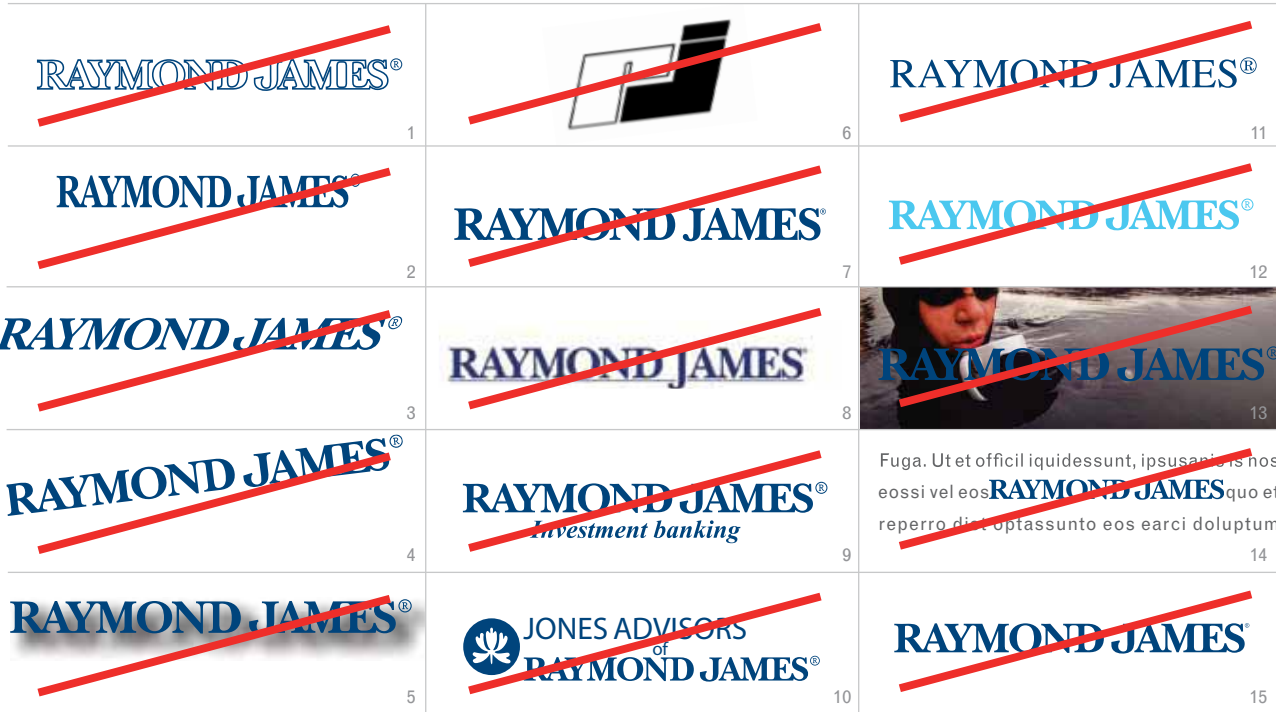 RAYMOND JAMES®
1
RAYMOND JAMES®
2
RAYMOND JAMES®
3
RAYMOND JAMES®
4
RAYMOND JAMES®
5
6
RAYMOND JAMES®
7
RAYMOND JAMES
8
RAYMOND JAMES®
Investment banking
9
JONES ADVISORS
of
RAYMOND JAMES®
10
RAYMOND JAMES®
11
RAYMOND JAMES®
12
RAYMOND JAMES®
13
Fuga. Ut et officil iquidessunt, ipsusanis is nos
eossi vel eos RAYMOND JAMES quo et
reperro dist optassunto eos earci doluptum
14
RAYMOND JAMES®
15